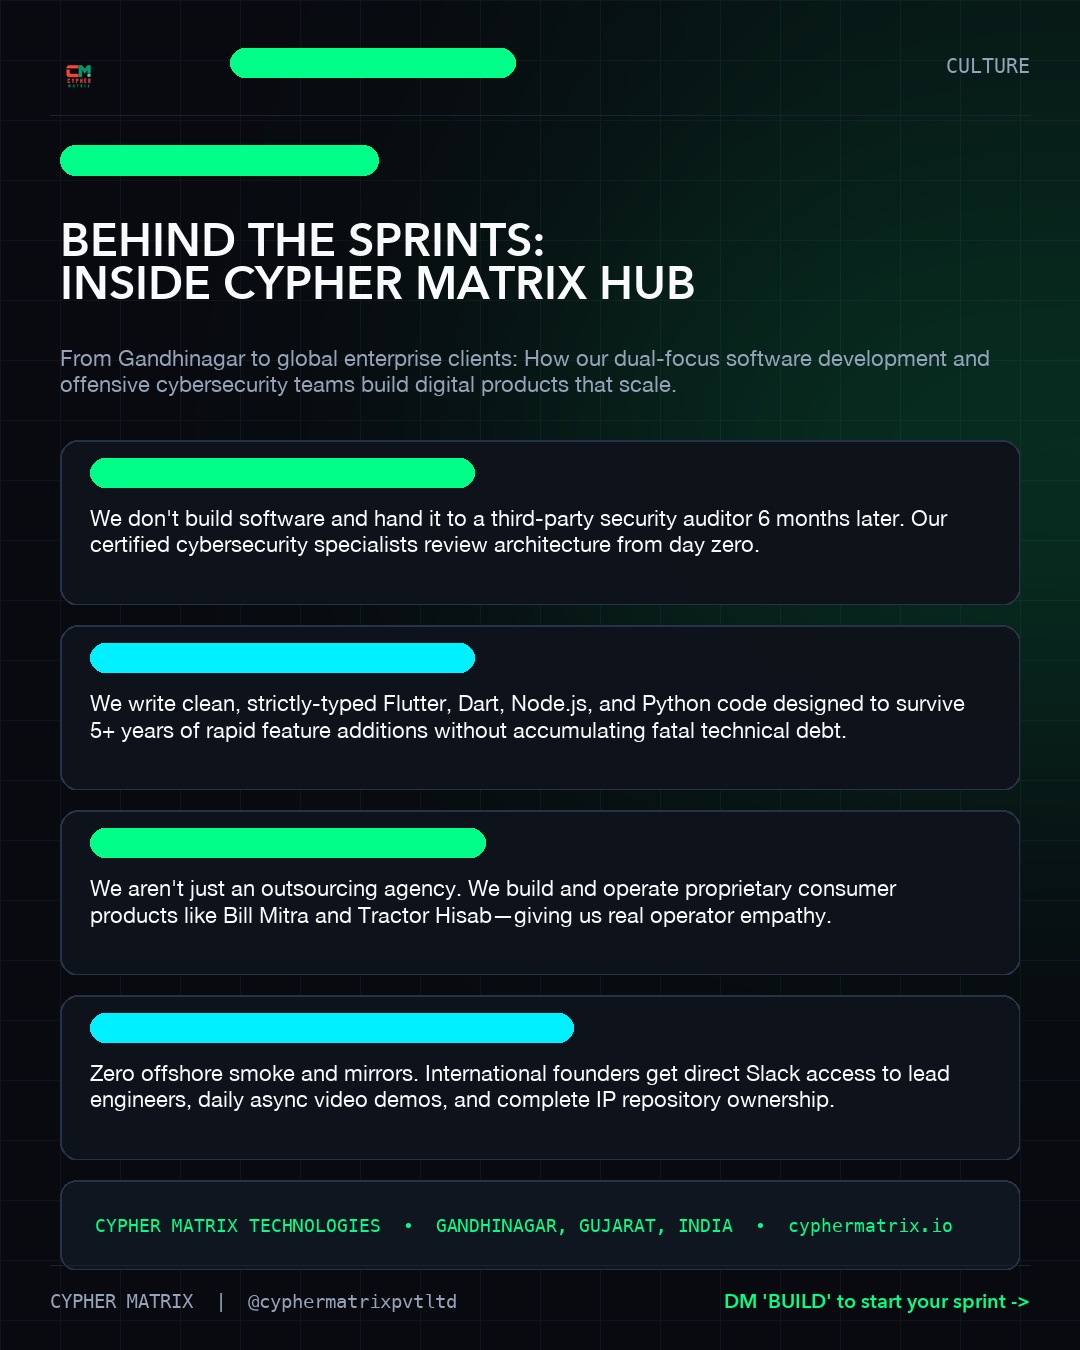 CM
CYPHER
MATRIX
CULTURE
BEHIND THE SPRINTS:
INSIDE CYPHER MATRIX HUB
From Gandhinagar to global enterprise clients: How our dual-focus software development and
offensive cybersecurity teams build digital products that scale.
We don't build software and hand it to a third-party security auditor 6 months later. Our
certified cybersecurity specialists review architecture from day zero.
We write clean, strictly-typed Flutter, Dart, Node.js, and Python code designed to survive
5+ years of rapid feature additions without accumulating fatal technical debt.
We aren't just an outsourcing agency. We build and operate proprietary consumer
products like Bill Mitra and Tractor Hisab—giving us real operator empathy.
Zero offshore smoke and mirrors. International founders get direct Slack access to lead
engineers, daily async video demos, and complete IP repository ownership.
CYPHER MATRIX TECHNOLOGIES • GANDHINAGAR, GUJARAT, INDIA • cyphermatrix.io
CYPHER MATRIX | @cyphermatrixpvtltd
DM 'BUILD' to start your sprint ->